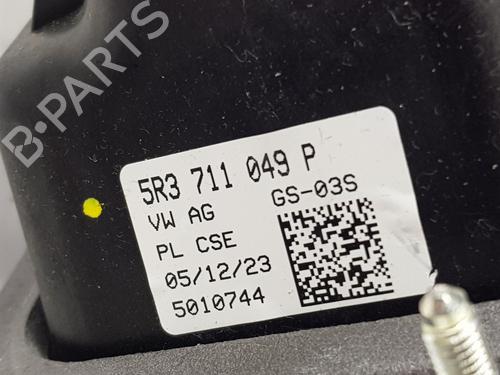 B-PARTS
5R3 711 049 P
VW AG GS-03S
PL CSE
05/12/23
5010744